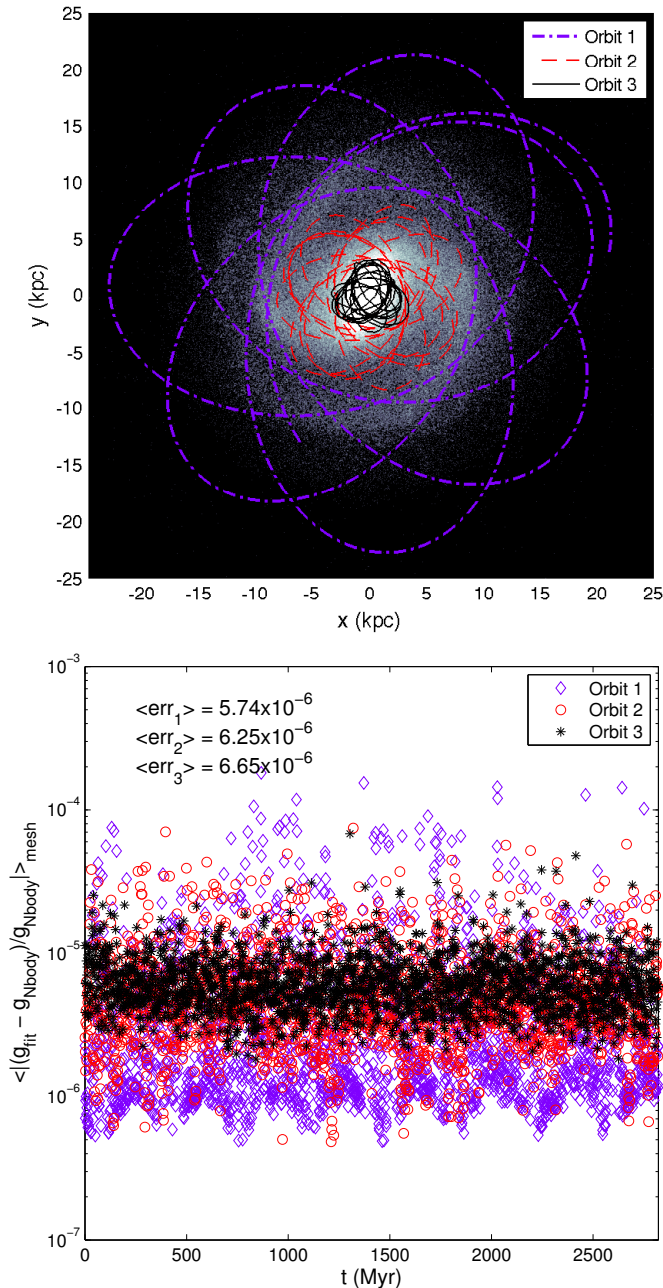 25
20
15
10
5
0
-5
-10
-15
-20
-25
y (kpc)
Orbit 1
Orbit 2
Orbit 3
-20 -15 -10 -5 0 5 10 15 20 25
x (kpc)
10⁻³
10⁻⁴
10⁻⁵
10⁻⁶
10⁻⁷
<|(g_fit - g_Nbody)/g_Nbody|>_mesh
<err_1> = 5.74x10⁻⁶
<err_2> = 6.25x10⁻⁶
<err_3> = 6.65x10⁻⁶
Orbit 1
Orbit 2
Orbit 3
0 500 1000 1500 2000 2500
t (Myr)